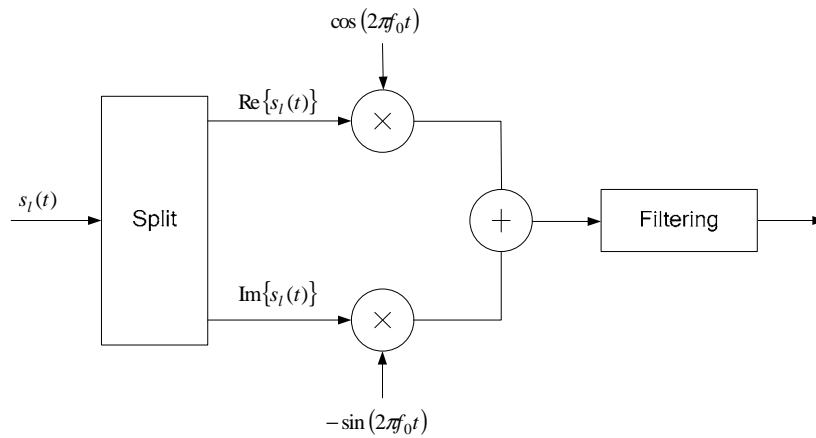 cos(2πf₀t)
Re{sₗ(t)}
×
sₗ(t)
Split
+
Filtering
Im{sₗ(t)}
×
−sin(2πf₀t)